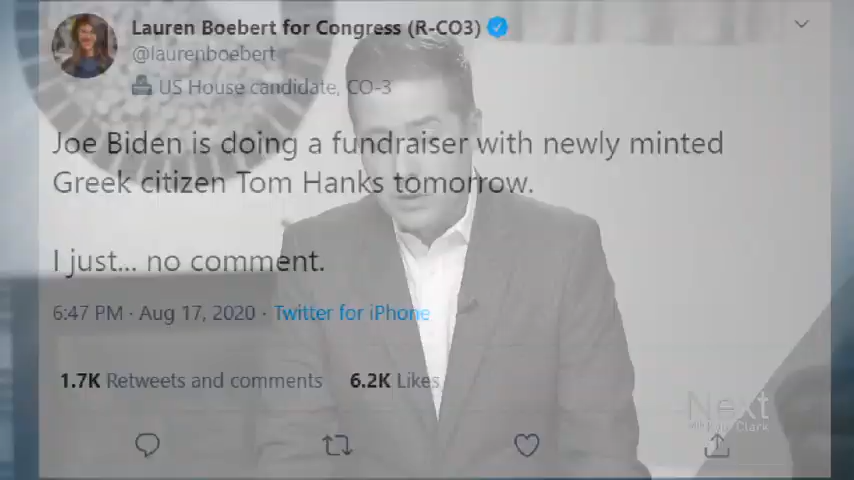 Lauren Boebert for Congress (R-CO3)
@laurenboebert
US House candidate, CO-3
Joe Biden is doing a fundraiser with newly minted
Greek citizen Tom Hanks tomorrow.
I just... no comment.
6:47 PM · Aug 17, 2020 · Twitter for iPhone
1.7K Retweets and comments 6.2K Likes
Next
Clark